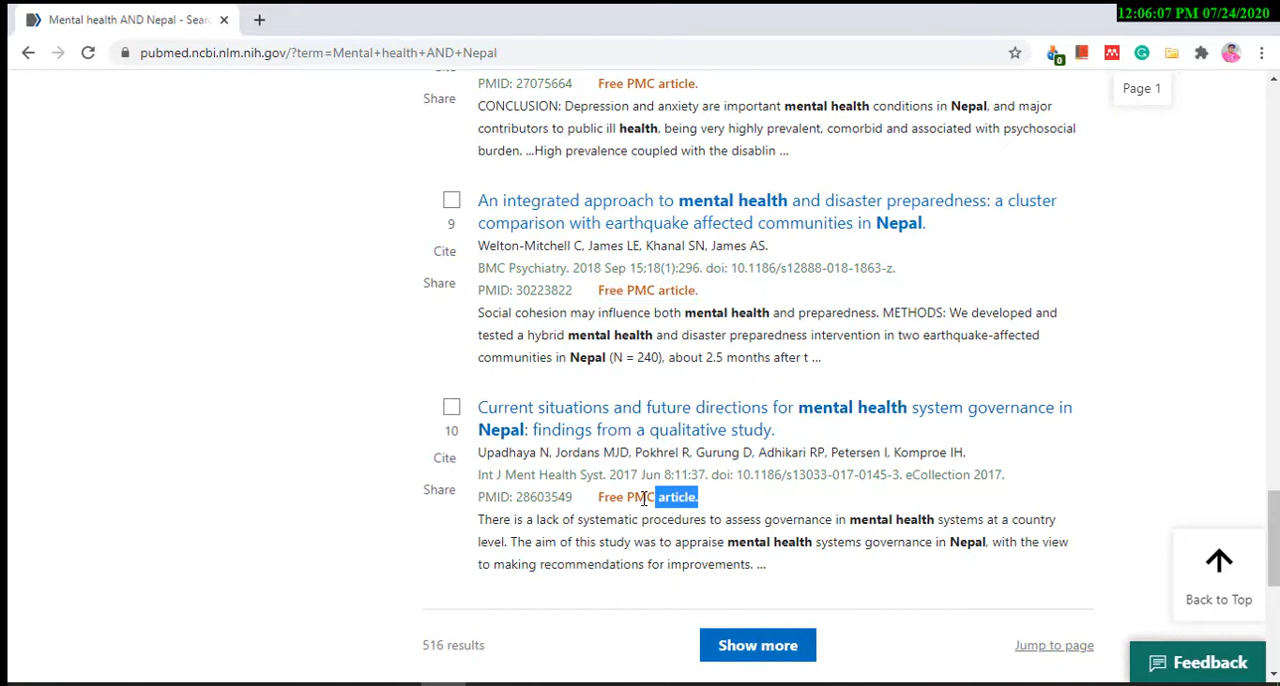 12:06:07 PM 07/24/2020
Mental health AND Nepal - Sear
pubmed.ncbi.nlm.nih.gov/?term=Mental+health+AND+Nepal
0
Page 1
PMID: 27075664 Free PMC article.
Share
CONCLUSION: Depression and anxiety are important mental health conditions in Nepal, and major
contributors to public ill health, being very highly prevalent, comorbid and associated with psychosocial
burden. ...High prevalence coupled with the disablin ...
An integrated approach to mental health and disaster preparedness: a cluster
9
comparison with earthquake affected communities in Nepal.
Cite
Welton-Mitchell C, James LE, Khanal SN, James AS.
BMC Psychiatry. 2018 Sep 15;18(1):296. doi: 10.1186/s12888-018-1863-z.
Share
PMID: 30223822 Free PMC article.
Social cohesion may influence both mental health and preparedness. METHODS: We developed and
tested a hybrid mental health and disaster preparedness intervention in two earthquake-affected
communities in Nepal (N = 240), about 2.5 months after t ...
Current situations and future directions for mental health system governance in
10
Nepal: findings from a qualitative study.
Cite
Upadhaya N, Jordans MJD, Pokhrel R, Gurung D, Adhikari RP, Petersen I, Komproe IH.
Int J Ment Health Syst. 2017 Jun 8;11:37. doi: 10.1186/s13033-017-0145-3. eCollection 2017.
Share
PMID: 28603549 Free PMC article.
There is a lack of systematic procedures to assess governance in mental health systems at a country
level. The aim of this study was to appraise mental health systems governance in Nepal, with the view
to making recommendations for improvements. ...
Back to Top
516 results
Show more
Jump to page
Feedback